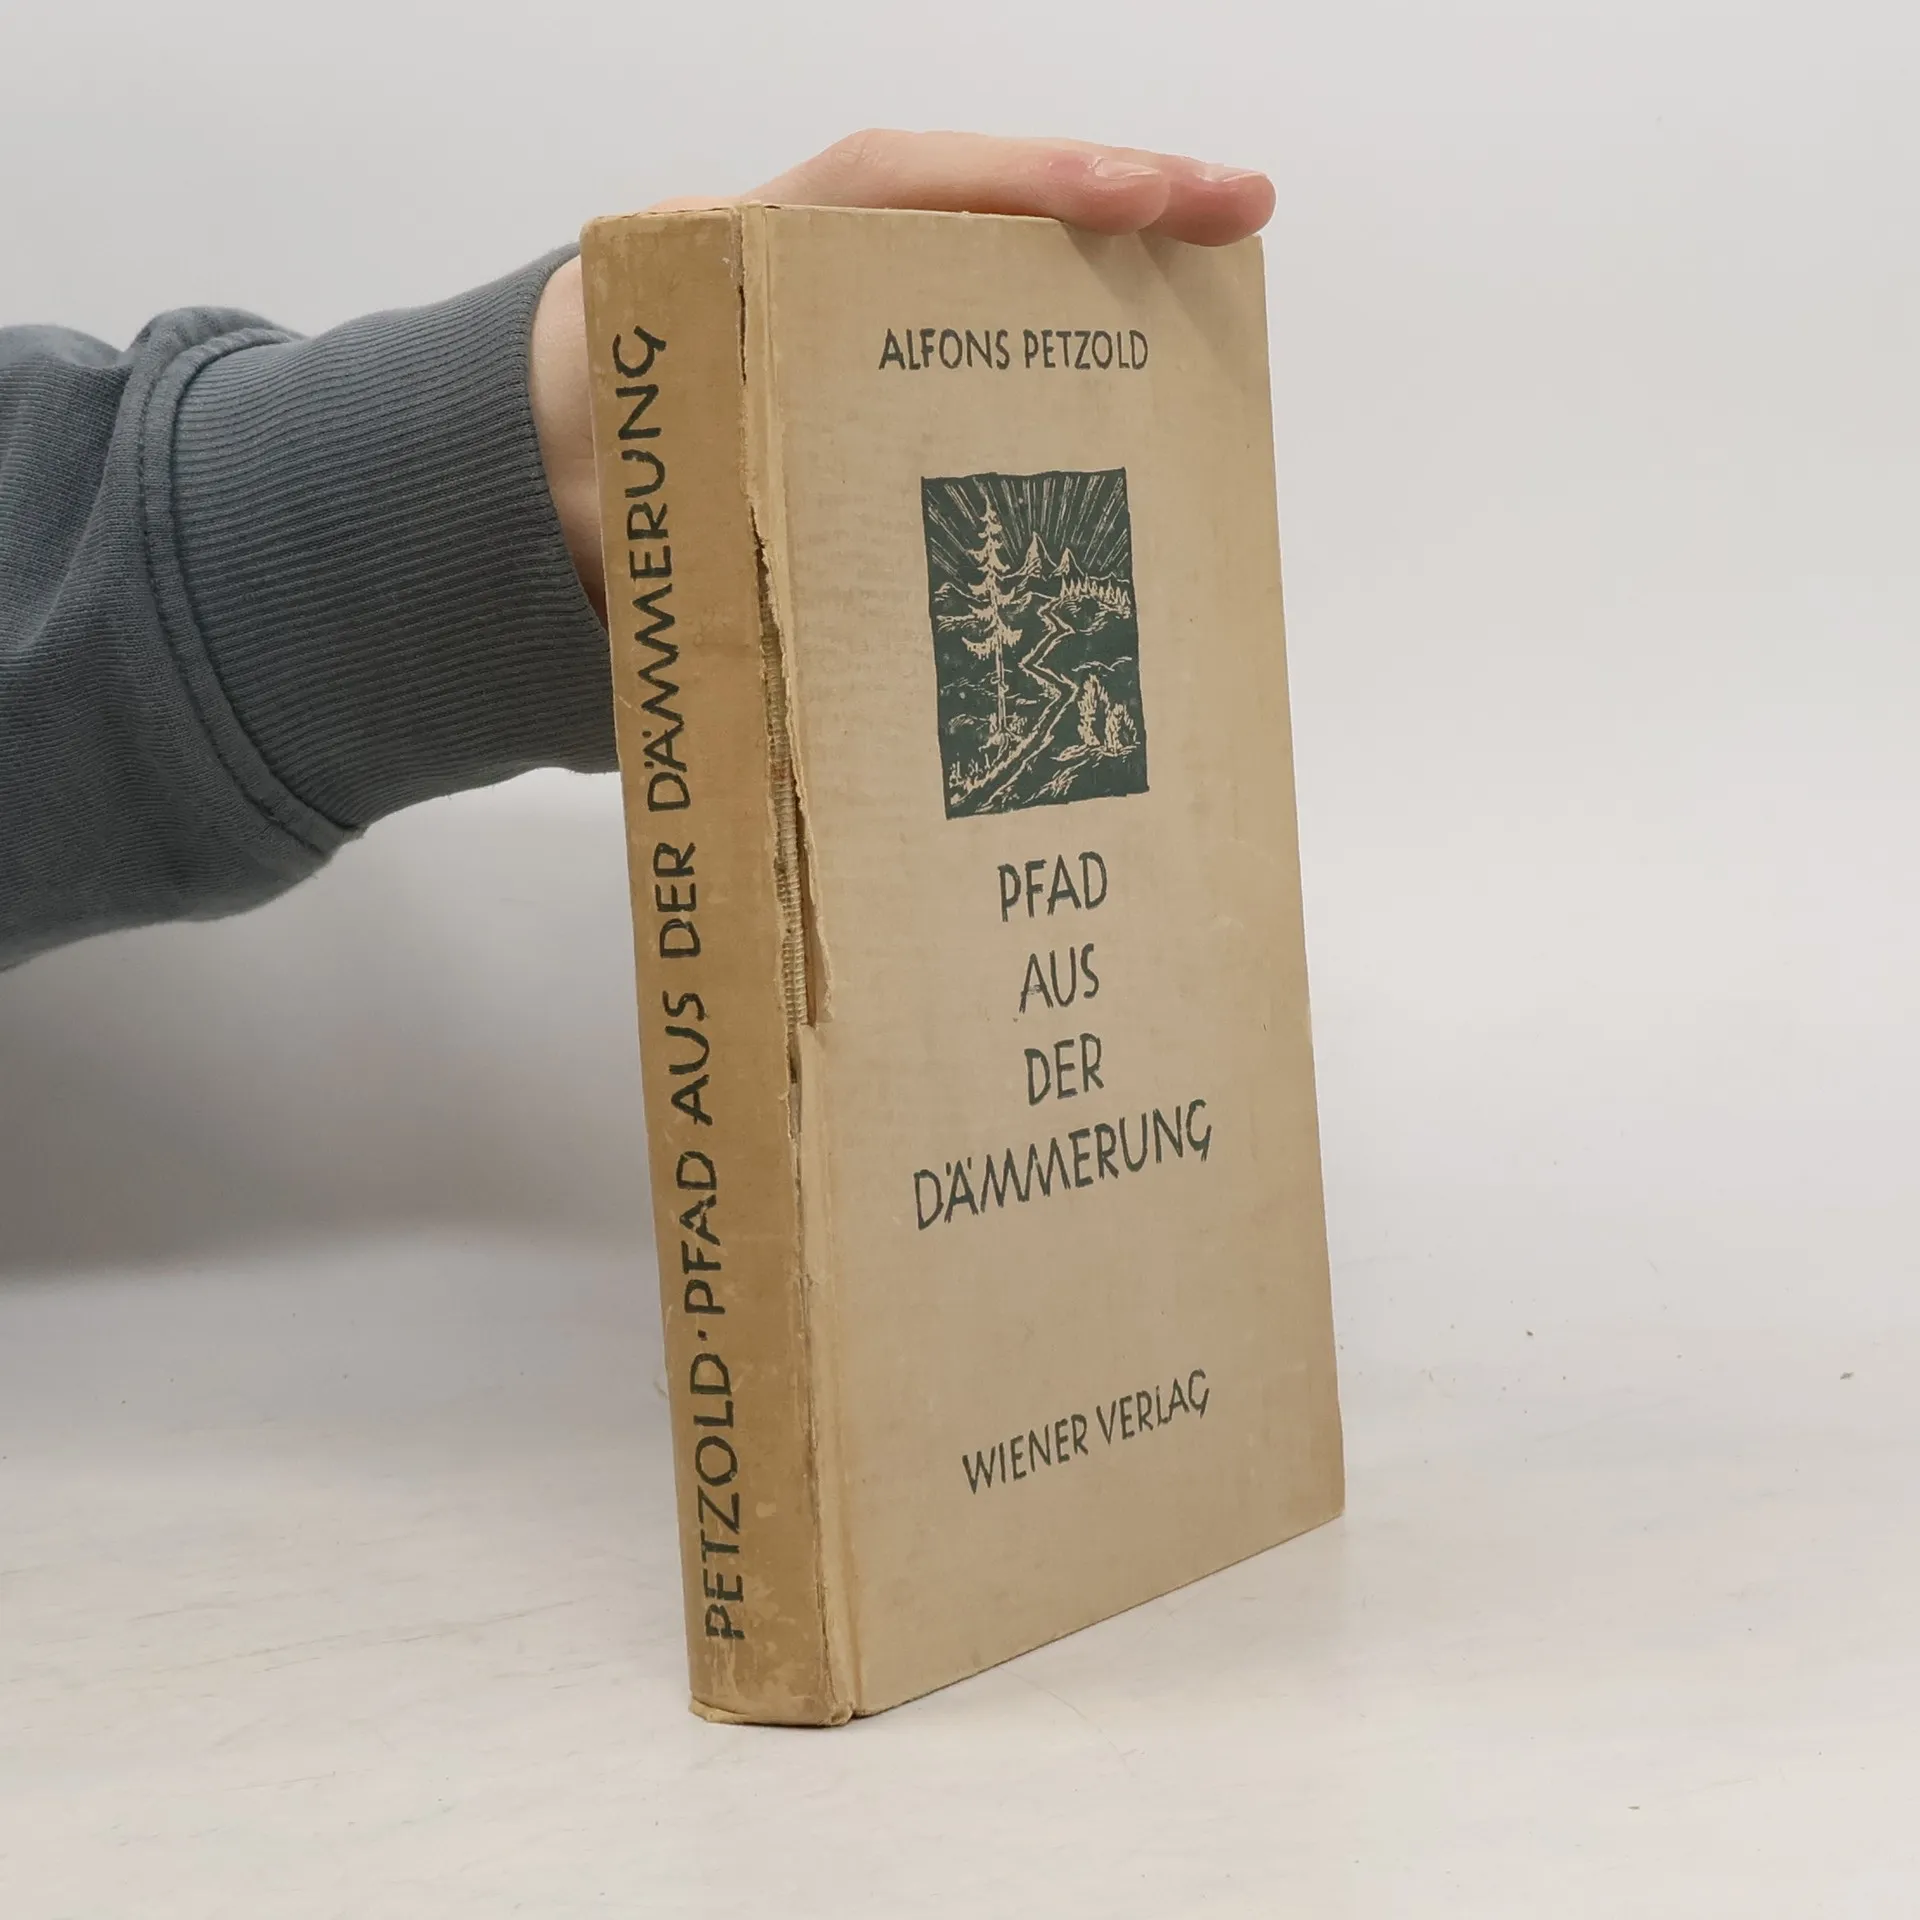 PETZOLD · PFAD AUS DER DÄMMERUNG
ALFONS PETZOLD
PFAD
AUS
DER
DÄMMERUNG
WIENER VERLAG